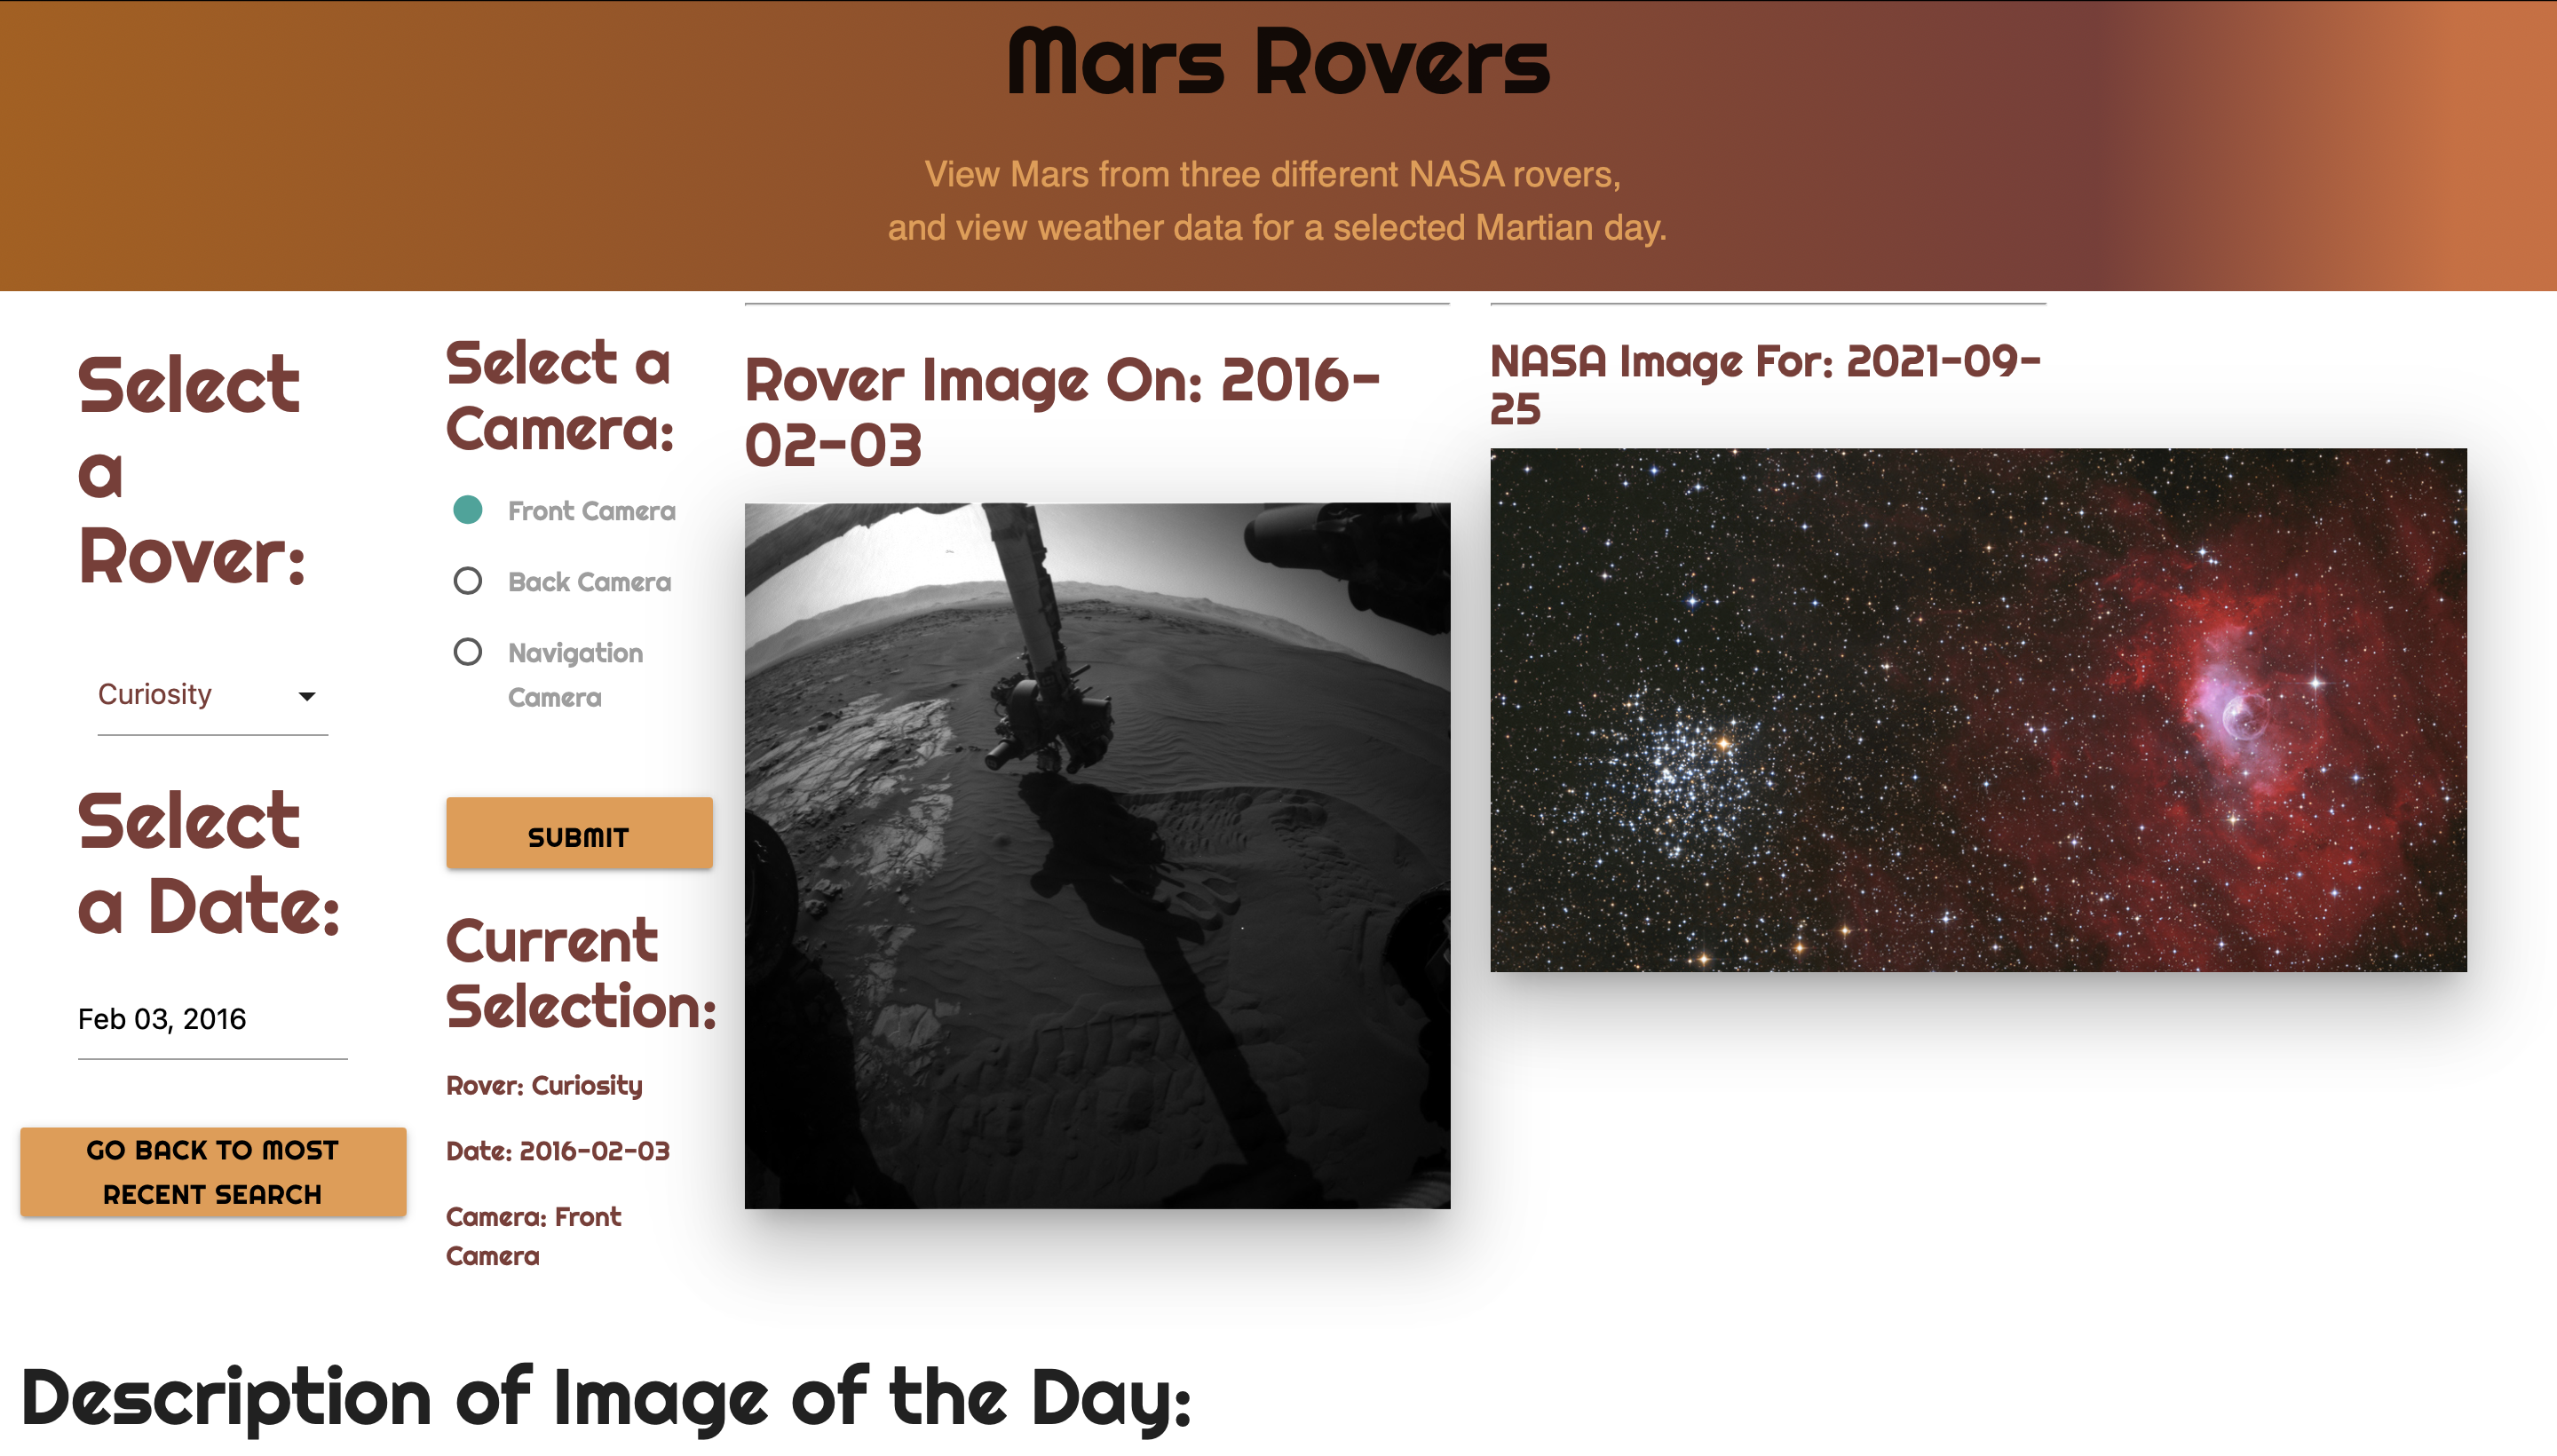 Mars Rovers
View Mars from three different NASA rovers,
and view weather data for a selected Martian day.
Select
a
Rover:
Curiosity
Select
a Date:
Feb 03, 2016
GO BACK TO MOST
RECENT SEARCH
Select a
Camera:
Front Camera
Back Camera
Navigation
Camera
SUBMIT
Current
Selection:
Rover: Curiosity
Date: 2016-02-03
Camera: Front
Camera
Rover Image On: 2016-
02-03
NASA Image For: 2021-09-
25
Description of Image of the Day: